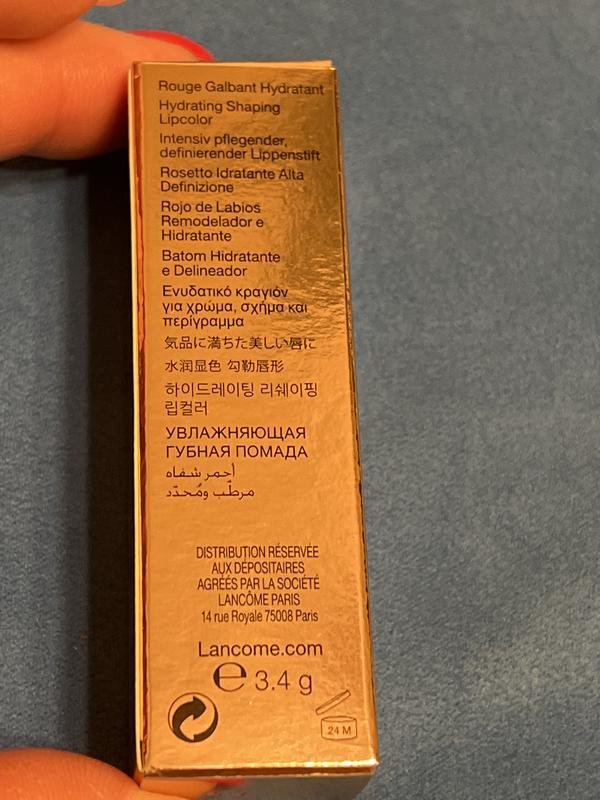 Rouge Galbant Hydratant
Hydrating Shaping
Lipcolor
Intensiv pflegender,
definierender Lippenstift
Rosetto Idratante Alta
Definizione
Rojo de Labios
Remodelador e
Hidratante
Batom Hidratante
e Delineador
Ενυδατικό κραγιόν
για χρώμα, σχήμα και
περίγραμμα
気品に満ちた美しい唇に
水润显色 勾勒唇形
하이드레이팅 리쉐이핑
립컬러
УВЛАЖНЯЮЩАЯ
ГУБНАЯ ПОМАДА
أحمر شفاه
مرطّب ومُحدّد
DISTRIBUTION RÉSERVÉE
AUX DÉPOSITAIRES
AGRÉÉS PAR LA SOCIÉTÉ
LANCÔME PARIS
14 rue Royale 75008 Paris
Lancome.com
℮ 3.4 g
24 M